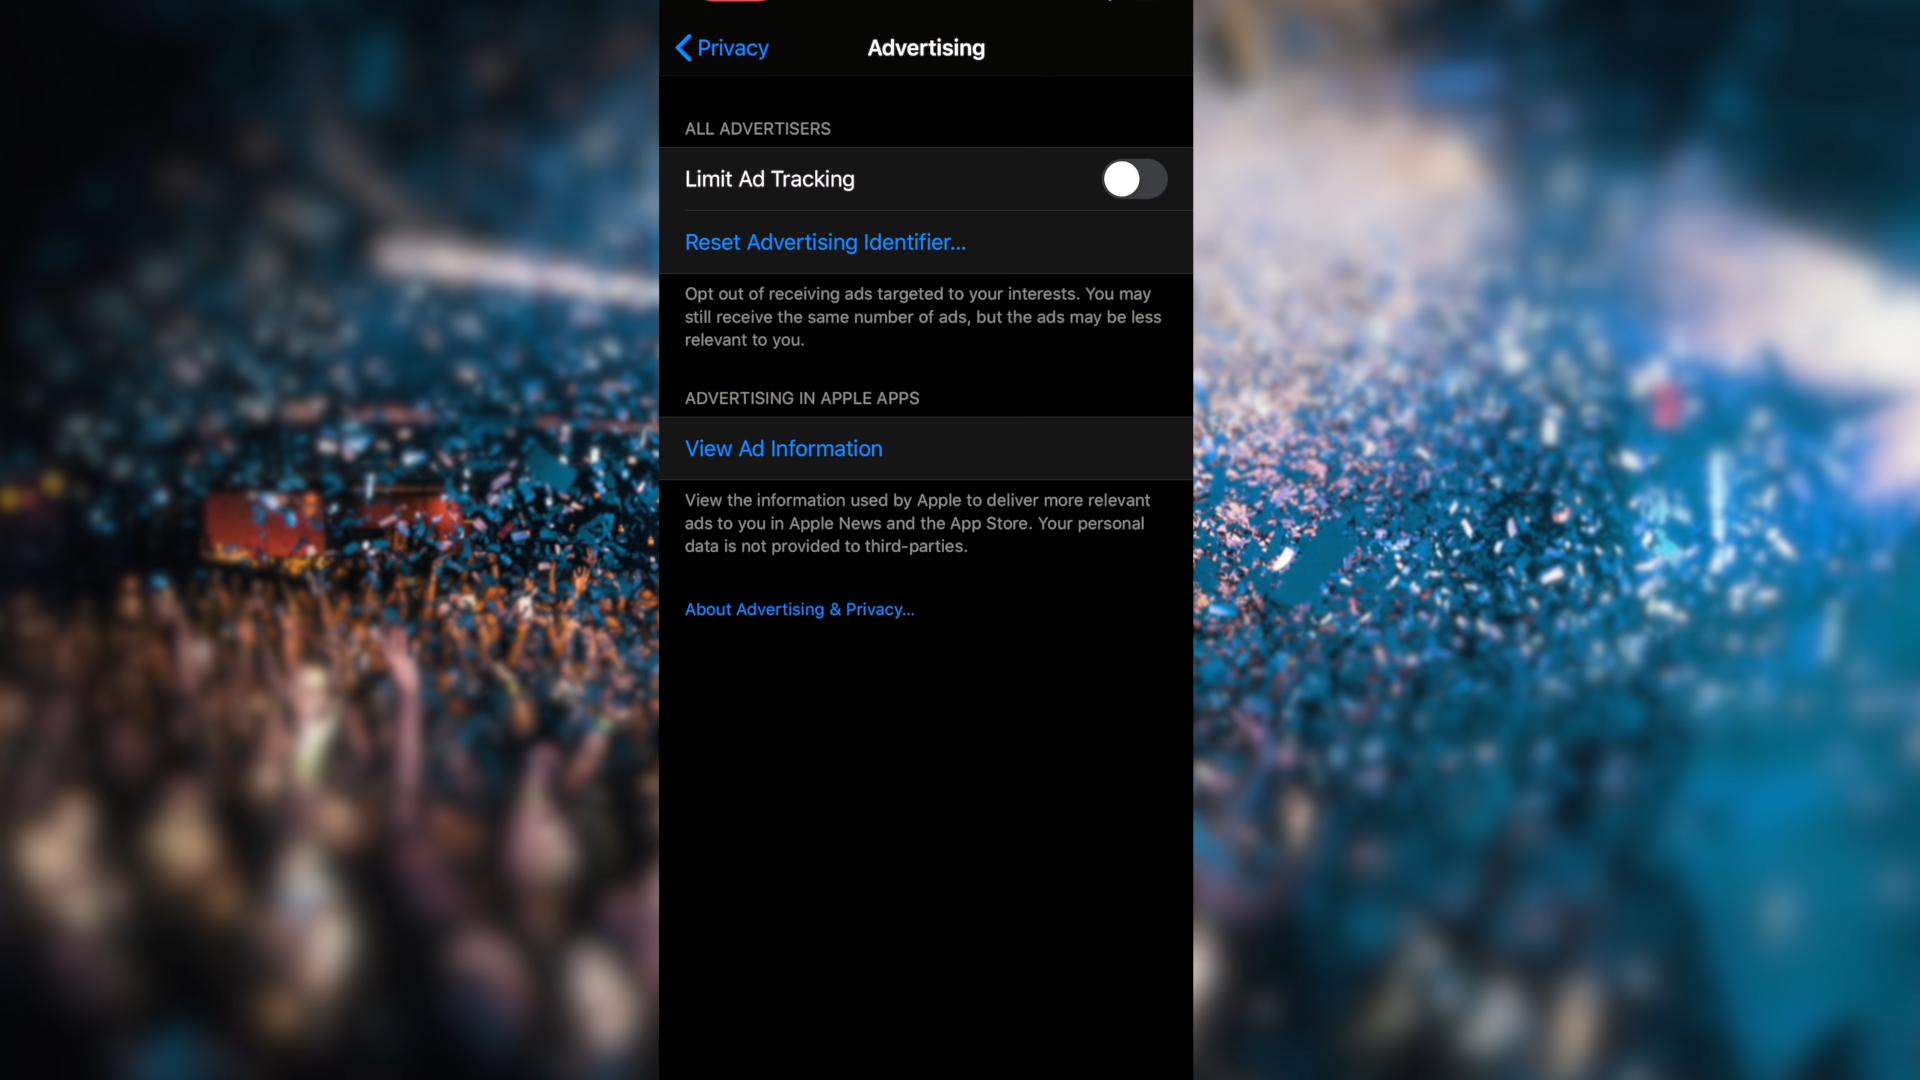 Privacy
Advertising
ALL ADVERTISERS
Limit Ad Tracking
Reset Advertising Identifier...
Opt out of receiving ads targeted to your interests. You may
still receive the same number of ads, but the ads may be less
relevant to you.
ADVERTISING IN APPLE APPS
View Ad Information
View the information used by Apple to deliver more relevant
ads to you in Apple News and the App Store. Your personal
data is not provided to third-parties.
About Advertising & Privacy...